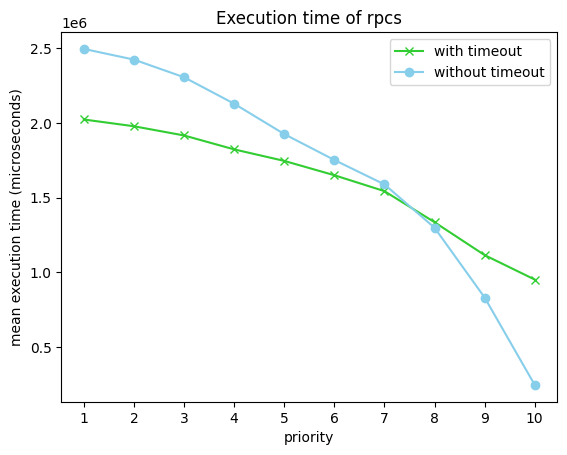 Execution time of rpcs
1e6
with timeout
without timeout
2.5
2.0
1.5
1.0
0.5
mean execution time (microseconds)
1 2 3 4 5 6 7 8 9 10
priority